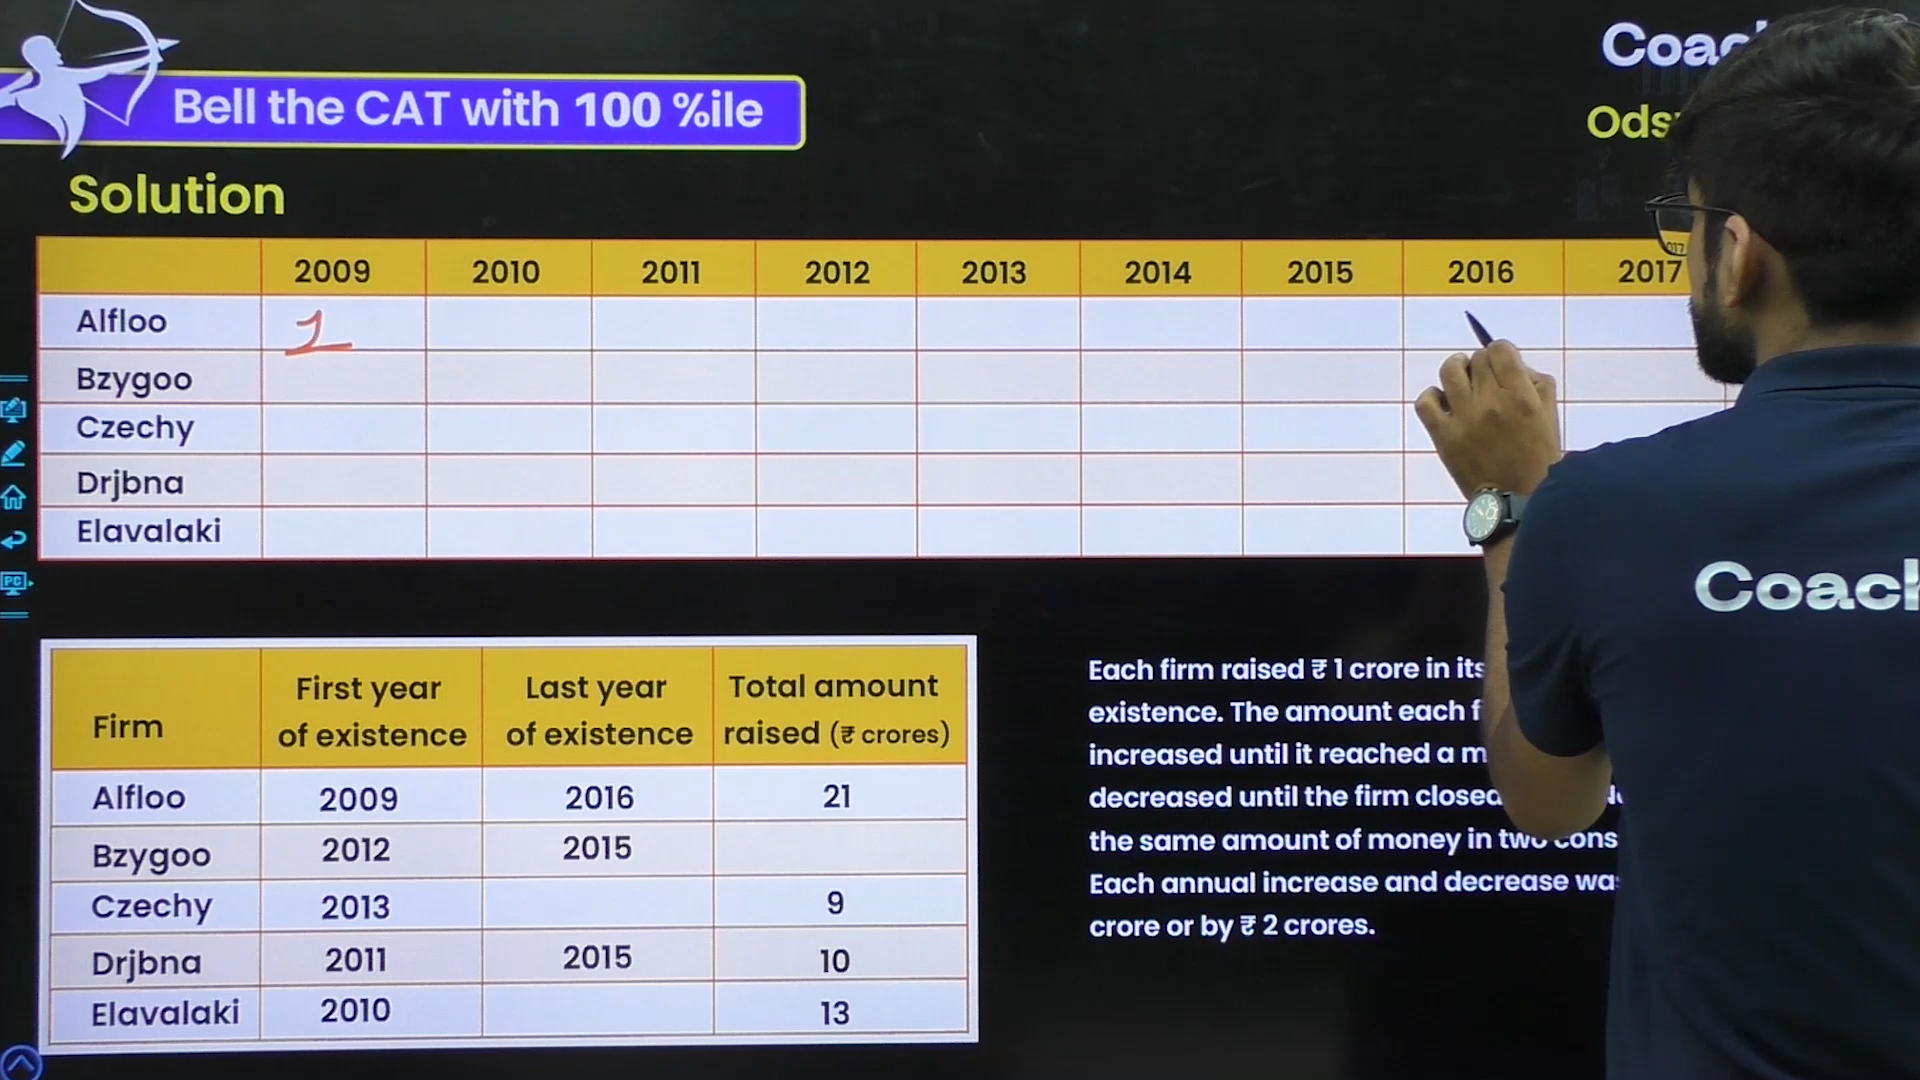 Bell the CAT with 100 %ile
Solution
2009 2010 2011 2012 2013 2014 2015 2016 2017
Alfloo 1
Bzygoo
Czechy
Drjbna
Elavalaki
Firm First year of existence Last year of existence Total amount raised (₹ crores)
Alfloo 2009 2016 21
Bzygoo 2012 2015
Czechy 2013 9
Drjbna 2011 2015 10
Elavalaki 2010 13
Each firm raised ₹ 1 crore in its
existence. The amount each
increased until it reached a
decreased until the firm closed
the same amount of money in two
Each annual increase and decrease
crore or by ₹ 2 crores.
Coach
PC